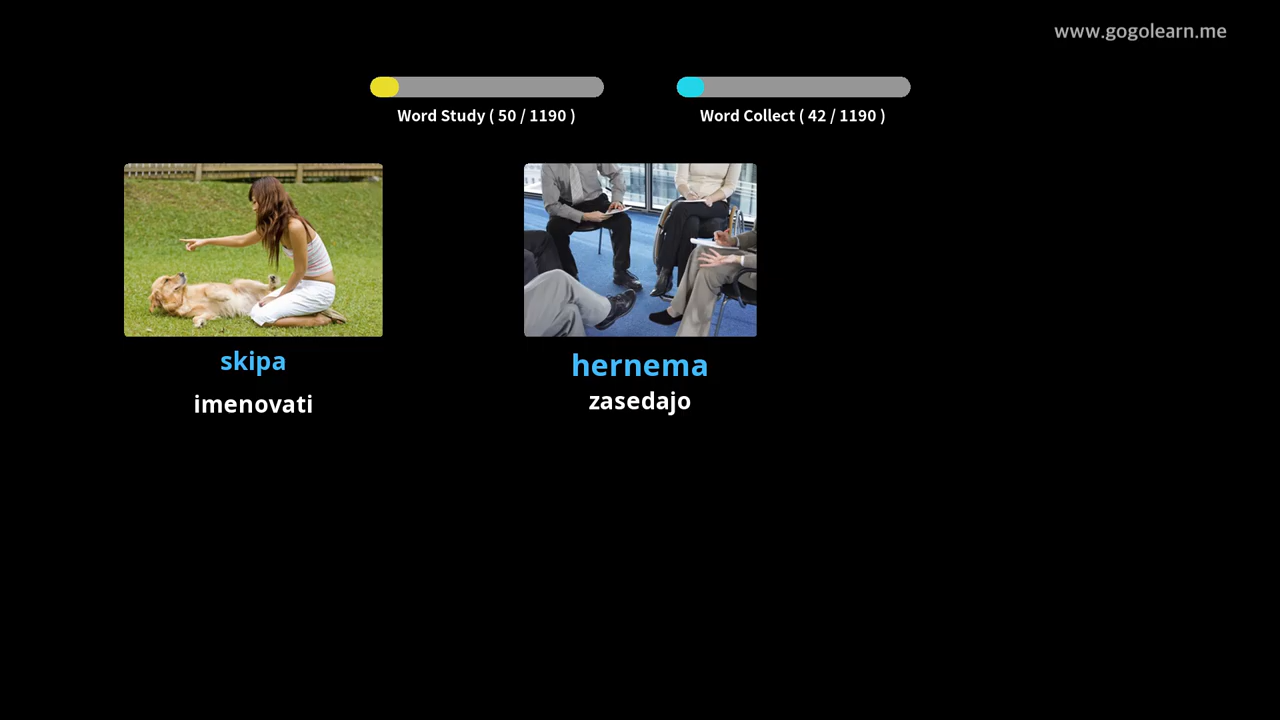 www.gogolearn.me
Word Study ( 50 / 1190 )
Word Collect ( 42 / 1190 )
skipa
imenovati
hernema
zasedajo